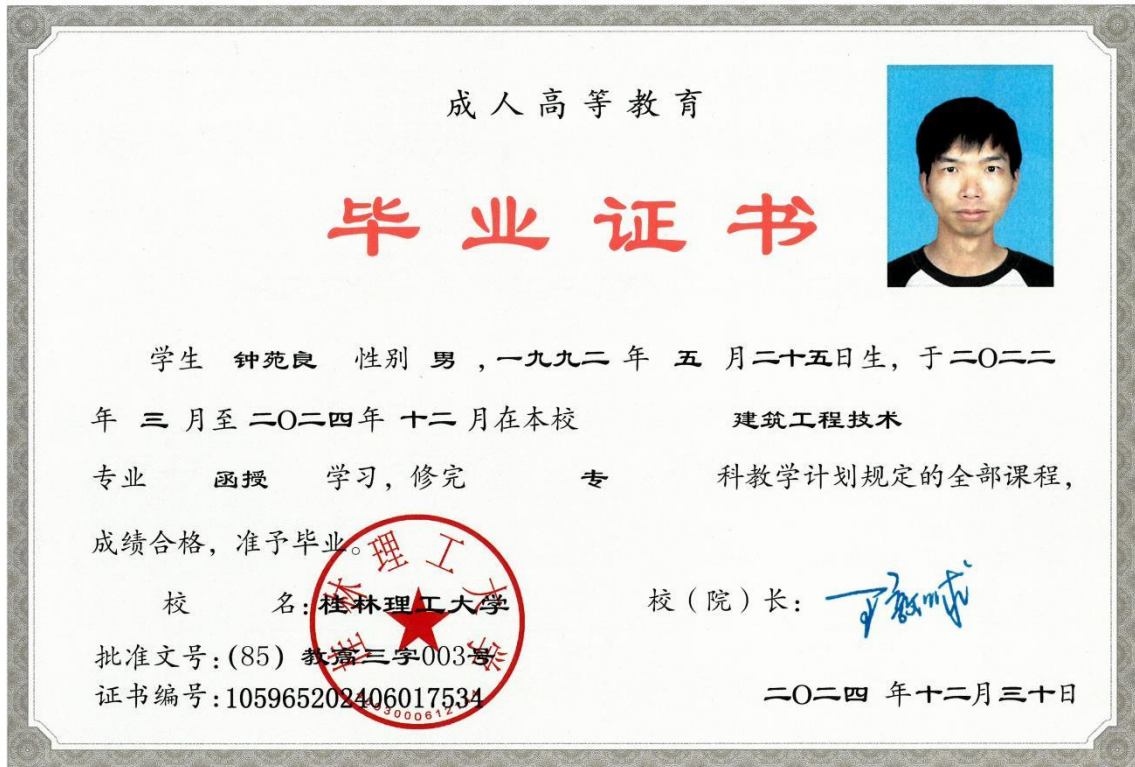 成人高等教育
毕业证书
学生 钟苑良 性别 男 ,一九九二 年 五 月二十五日生，于二〇二二
年 三 月至 二〇二四年 十二 月在本校 建筑工程技术
专业 函授 学习，修完 专 科教学计划规定的全部课程，
成绩合格，准予毕业。
桂林理工大学
校 名:桂林理工大学 校（院）长：
批准文号:(85) 教高三字003号
证书编号:105965202406017534 二〇二四 年十二月三十日